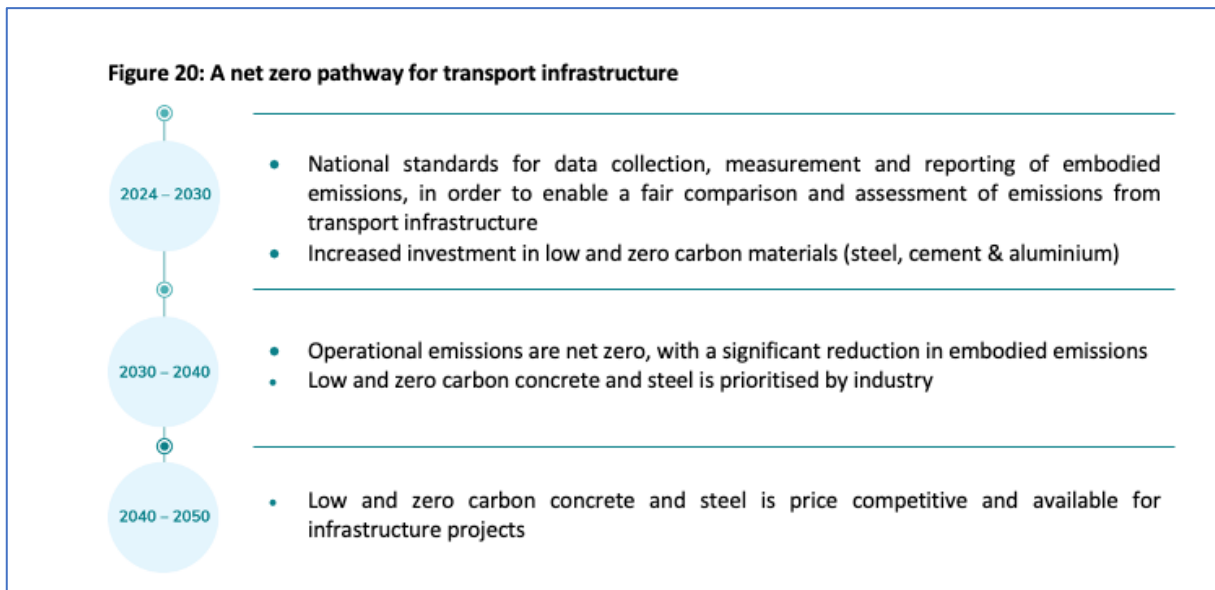 Figure 20: A net zero pathway for transport infrastructure
2024 – 2030
• National standards for data collection, measurement and reporting of embodied
emissions, in order to enable a fair comparison and assessment of emissions from
transport infrastructure
• Increased investment in low and zero carbon materials (steel, cement & aluminium)
2030 – 2040
• Operational emissions are net zero, with a significant reduction in embodied emissions
• Low and zero carbon concrete and steel is prioritised by industry
2040 – 2050
• Low and zero carbon concrete and steel is price competitive and available for
infrastructure projects